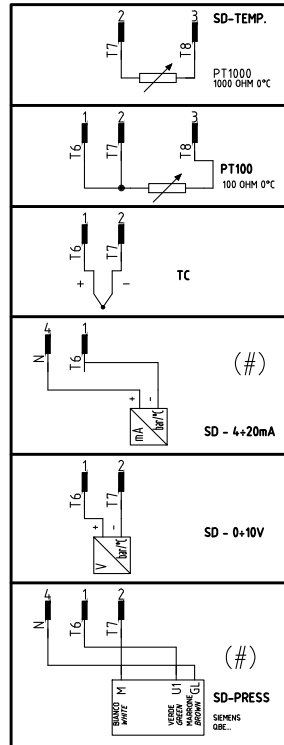 2 3 SD-TEMP.
T7 T8
PT1000
1000 OHM 0°C
1 2 3
T6 T7 T8
PT100
100 OHM 0°C
1 2
T6 T7
+ -
TC
4 1
N T6
(#)
+ -
mA bar/°C
SD - 4÷20mA
1 2
T6 T7
+ -
V bar/°C
SD - 0÷10V
4 1 2
N T6 T7
(#)
BIANCO
WHITE
M
VERDE
GREEN
U1
MARRONE
BROWN
GL
SD-PRESS
SIEMENS
QBE...